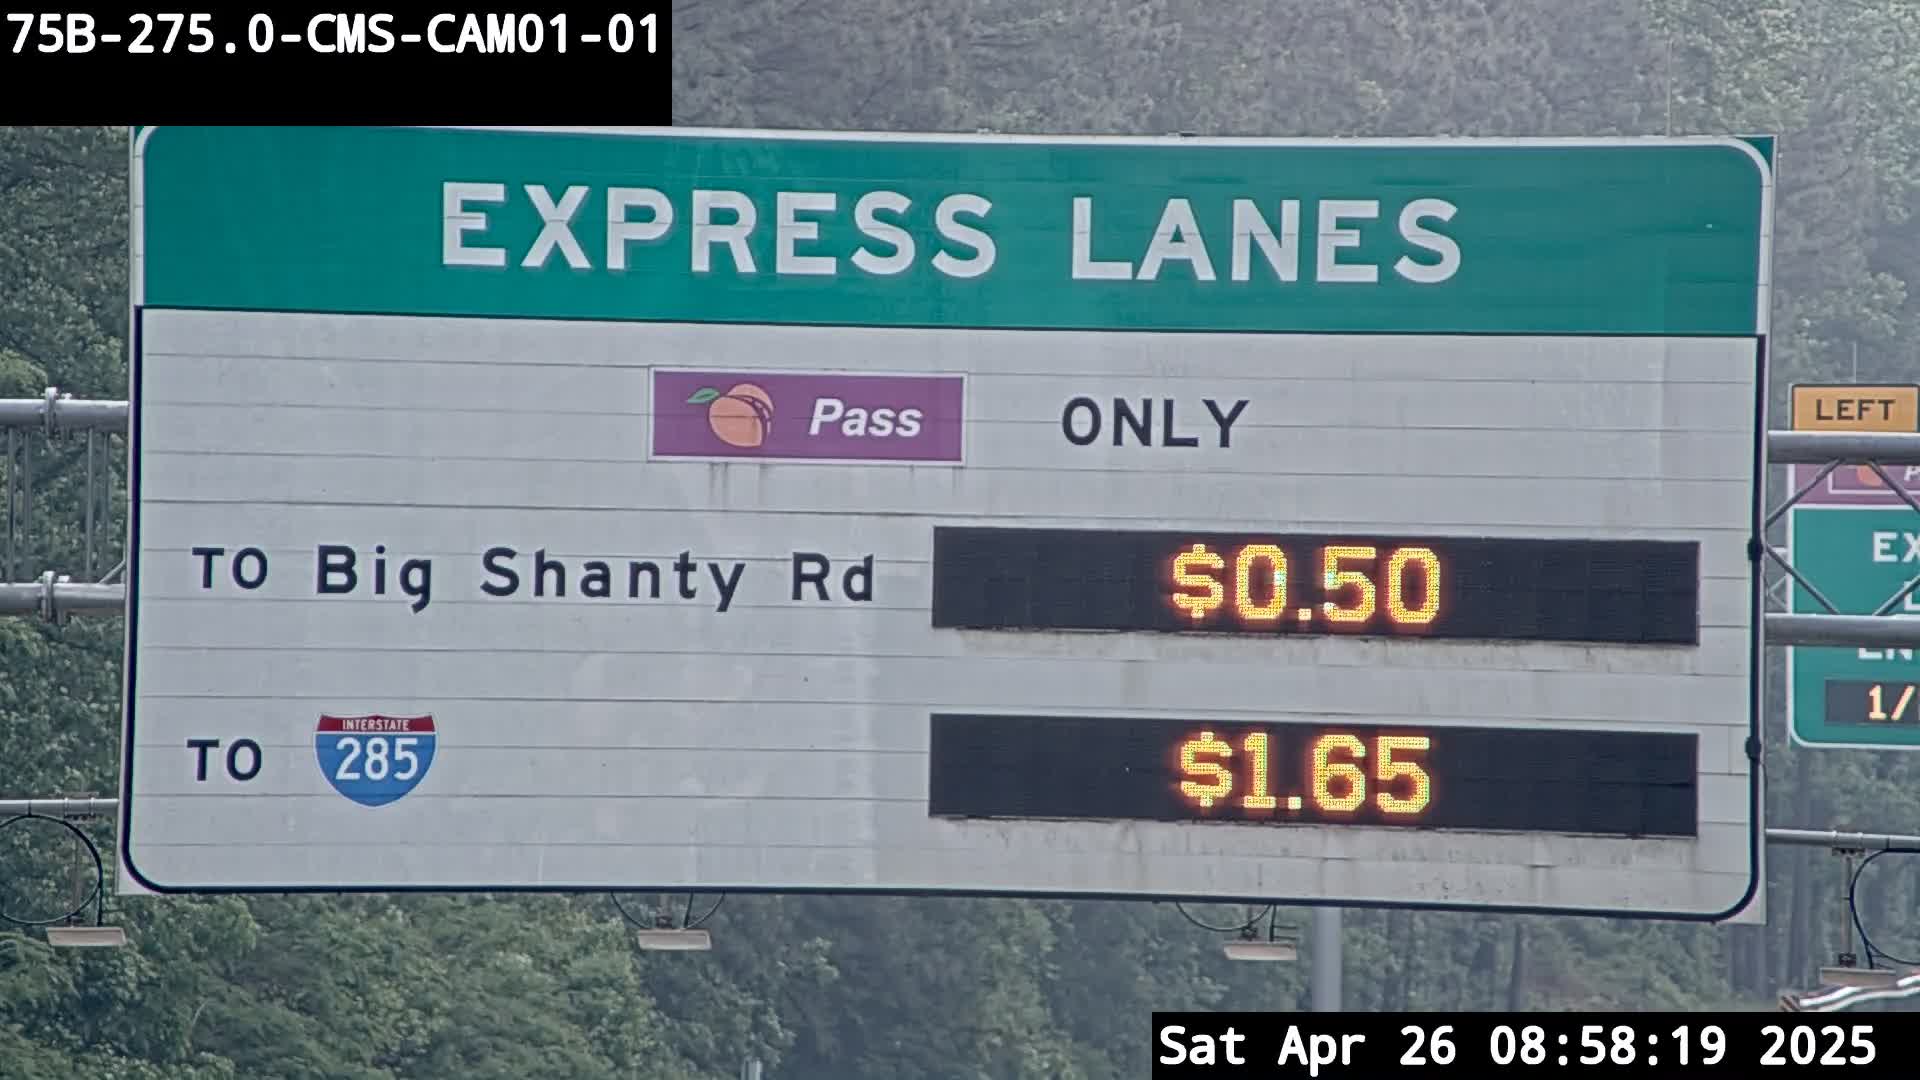 75B-275.0-CMS-CAM01-01
EXPRESS LANES
Pass ONLY
TO Big Shanty Rd $0.50
TO INTERSTATE 285 $1.65
LEFT
1/
Sat Apr 26 08:58:19 2025